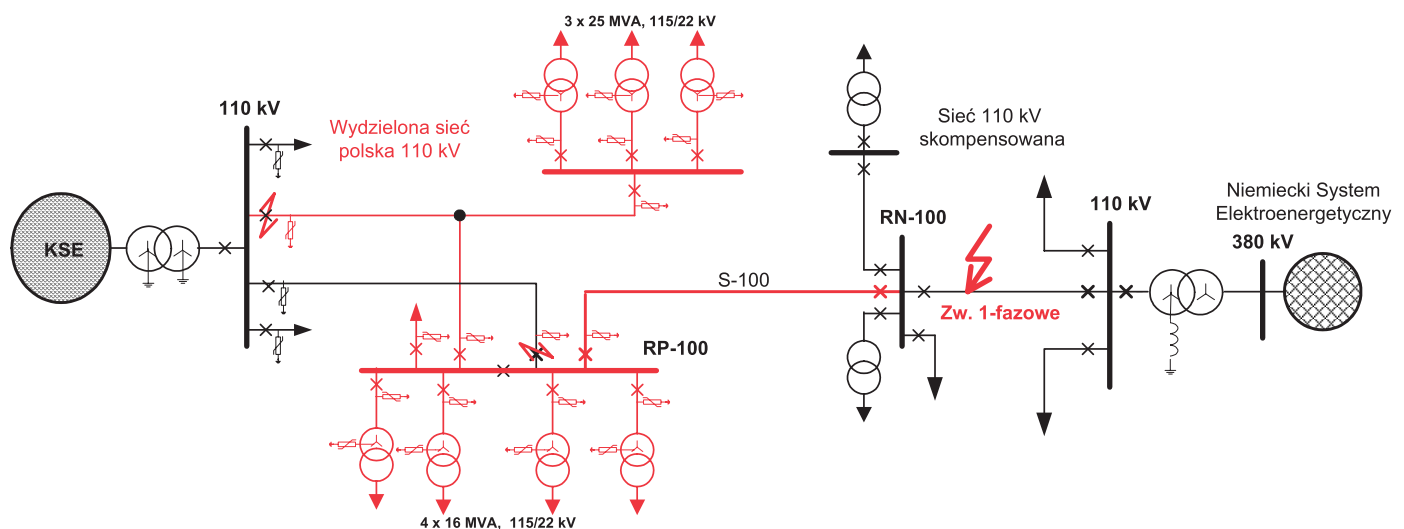 3 x 25 MVA, 115/22 kV
110 kV
Wydzielona sieć
polska 110 kV
Sieć 110 kV
skompensowana
Niemiecki System
Elektroenergetyczny
380 kV
110 kV
RN-100
KSE
S-100
Zw. 1-fazowe
RP-100
4 x 16 MVA, 115/22 kV